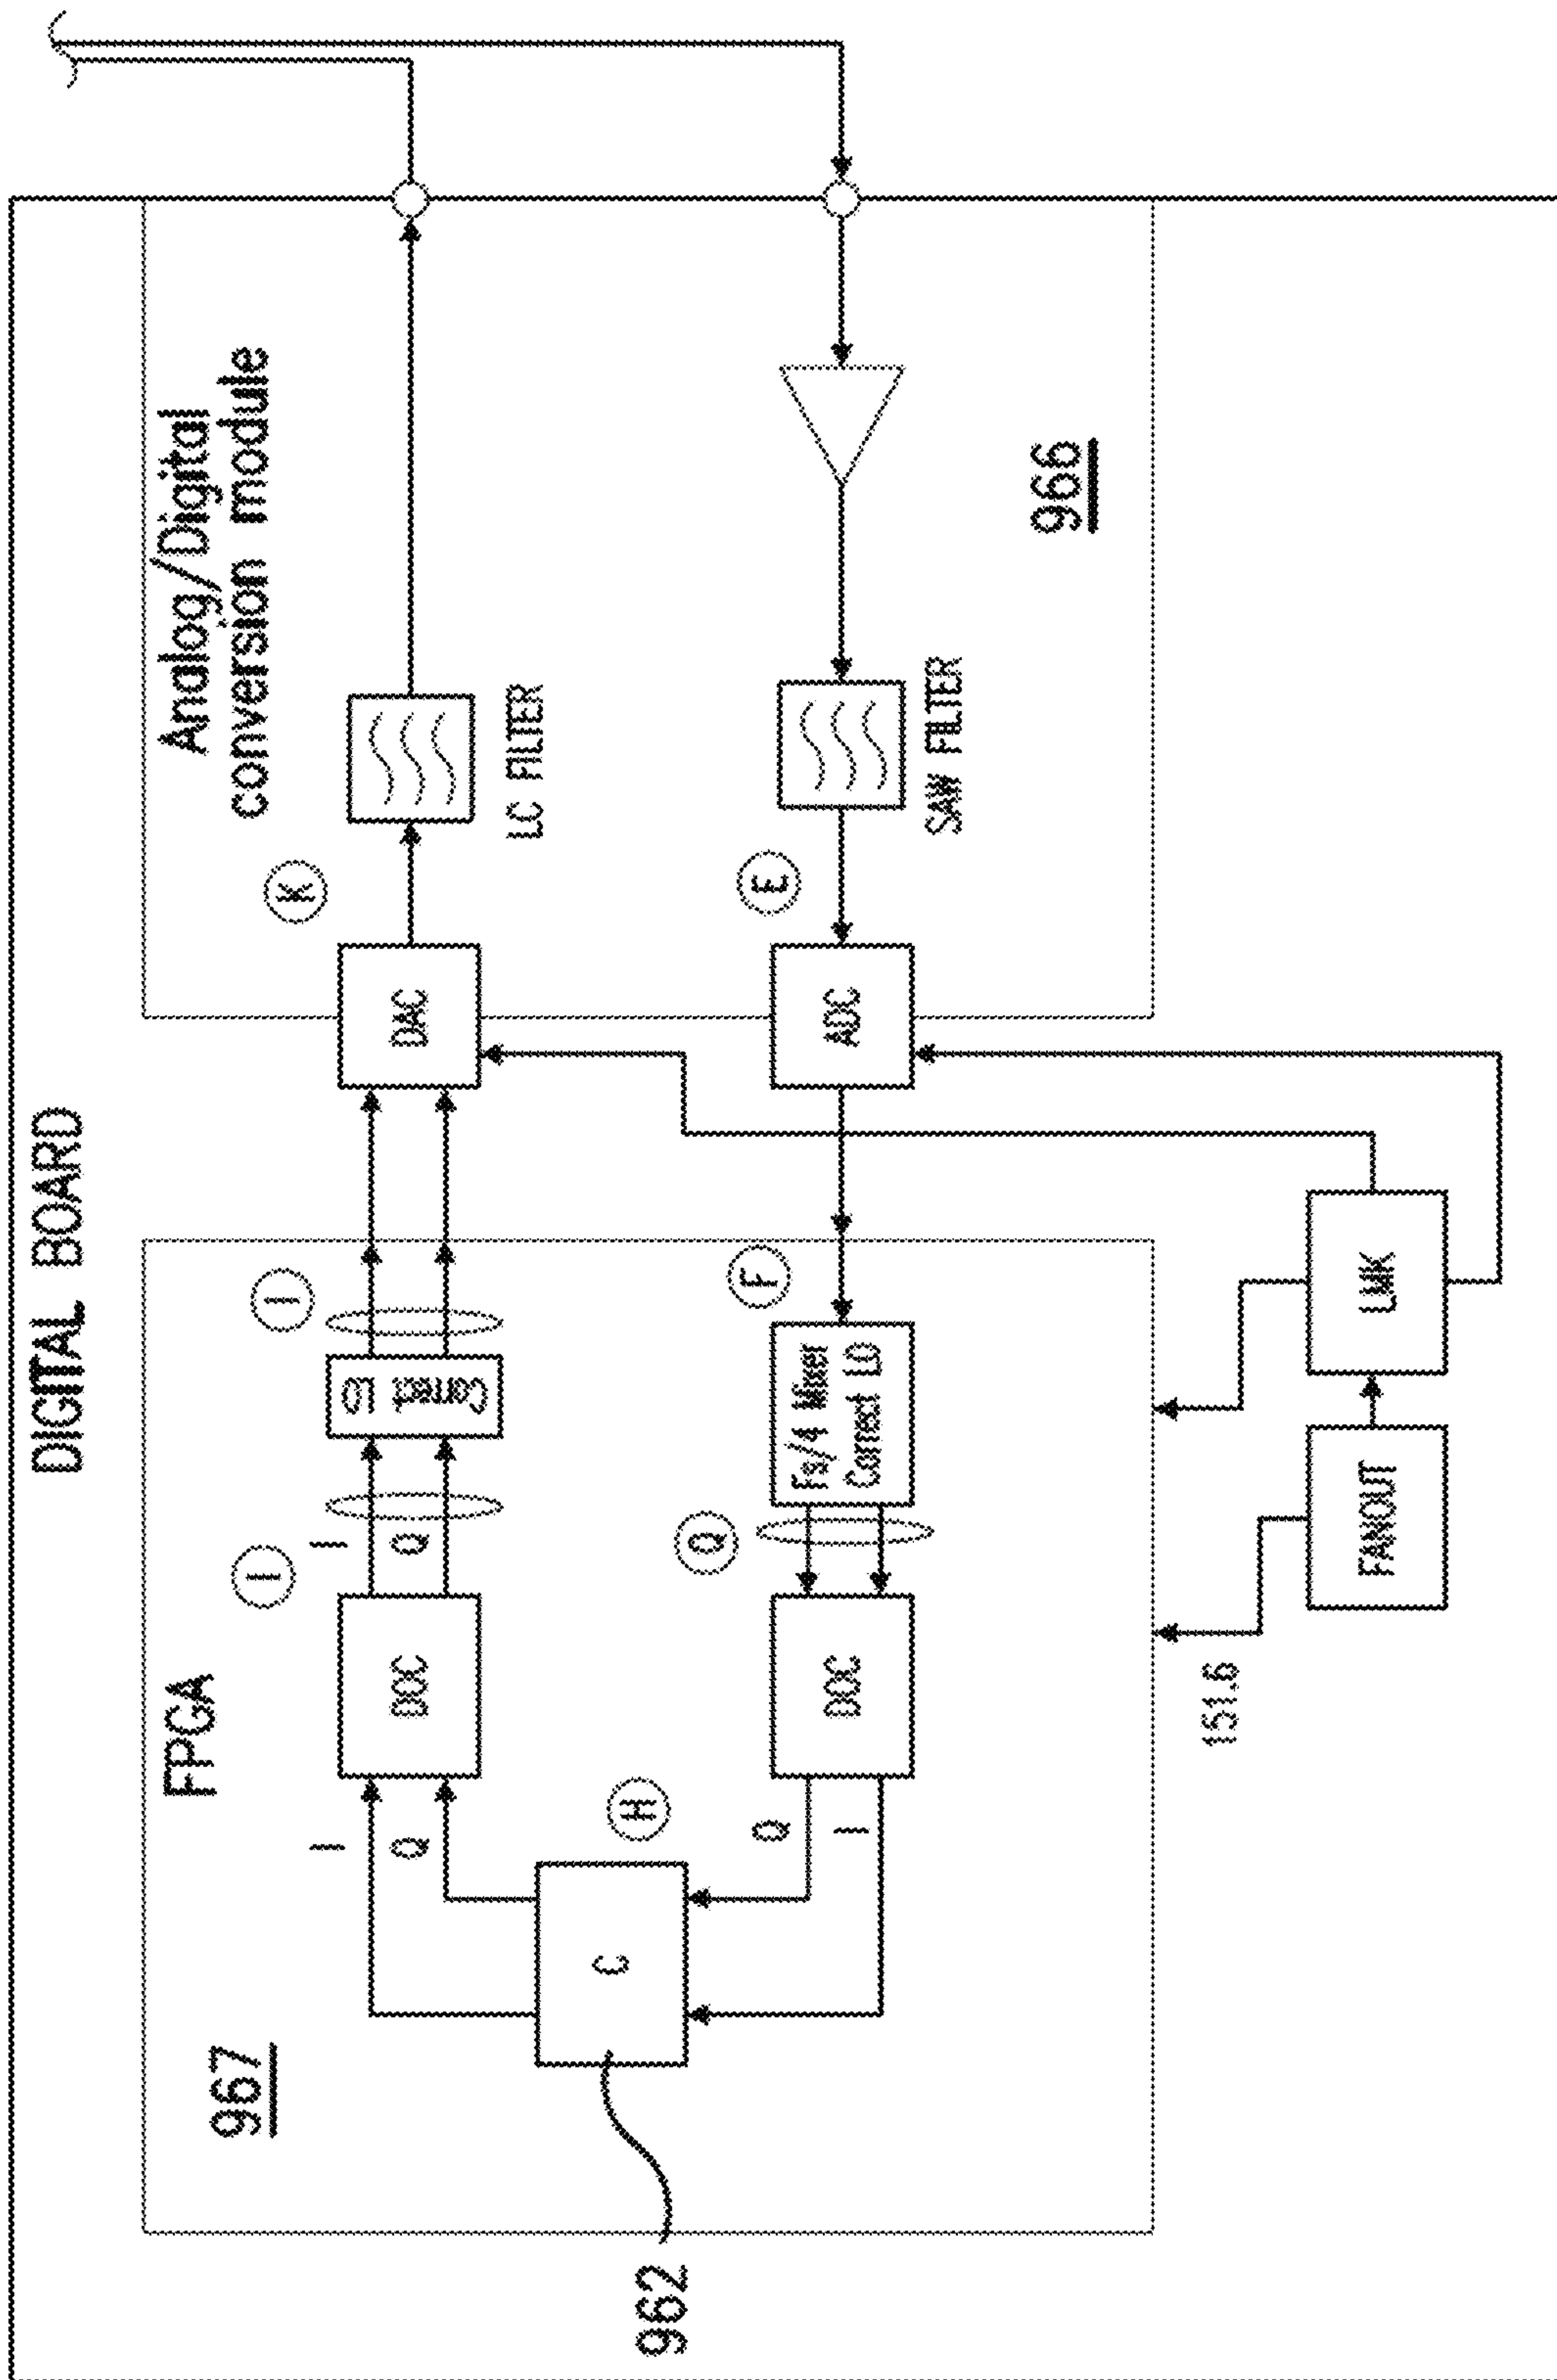 DIGITAL BOARD
FPGA
967
Analog/Digital
conversion module
I
Q
DOC
I
I
Q
Correct LO
I
DAC
K
LC FILTER
C
962
H
Q
I
DOC
Q
Fs/4 Mixer
Correct LO
F
ADC
E
SAW FILTER
966
151.6
FANOUT
LMK